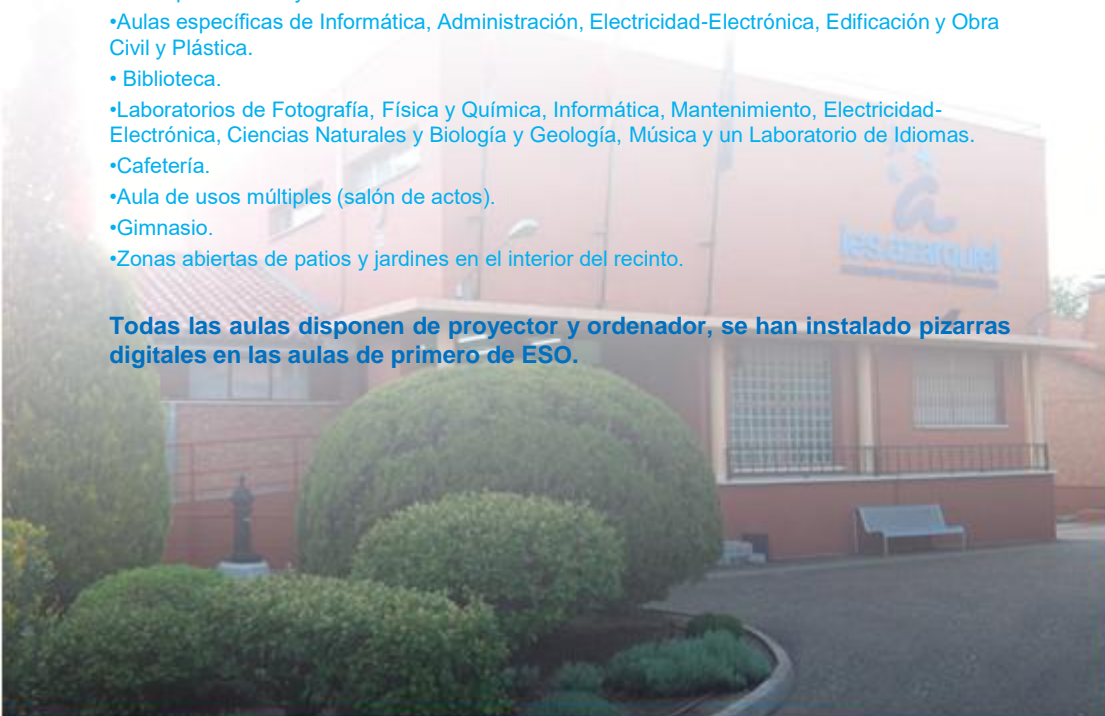 •Aulas específicas de Informática, Administración, Electricidad-Electrónica, Edificación y Obra
Civil y Plástica.
• Biblioteca.
•Laboratorios de Fotografía, Física y Química, Informática, Mantenimiento, Electricidad-
Electrónica, Ciencias Naturales y Biología y Geología, Música y un Laboratorio de Idiomas.
•Cafetería.
•Aula de usos múltiples (salón de actos).
•Gimnasio.
ies.azarquiel
•Zonas abiertas de patios y jardines en el interior del recinto.
Todas las aulas disponen de proyector y ordenador, se han instalado pizarras
digitales en las aulas de primero de ESO.